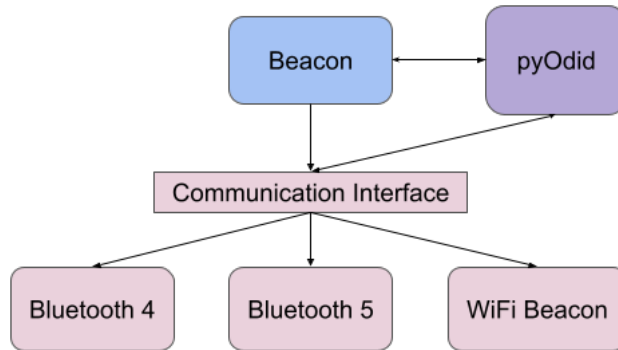 Beacon
pyOdid
Communication Interface
Bluetooth 4
Bluetooth 5
WiFi Beacon